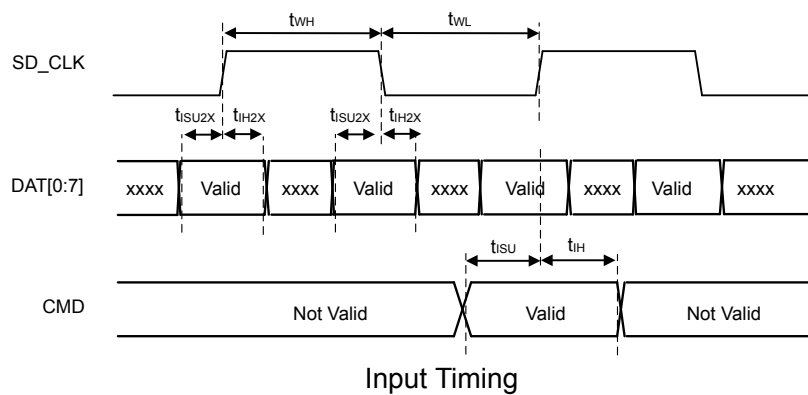 tWH tWL
SD_CLK
tISU2X tIH2X tISU2X tIH2X
DAT[0:7] xxxx Valid xxxx Valid xxxx Valid xxxx Valid xxxx
tISU tIH
CMD Not Valid Valid Not Valid
Input Timing